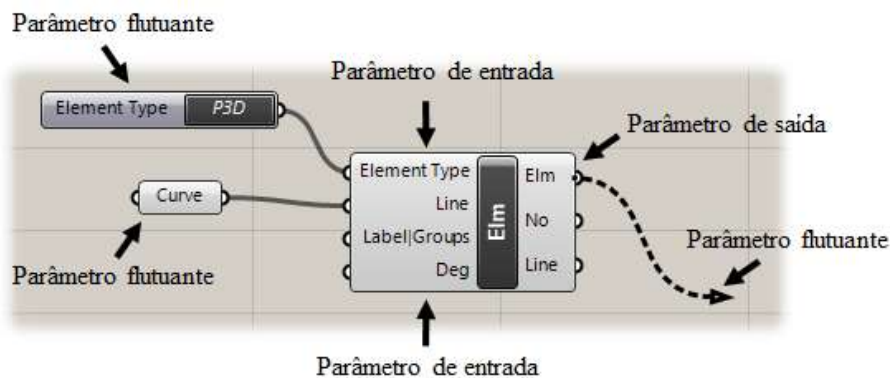 Parâmetro flutuante
Parâmetro de entrada
Element Type P3D
Parâmetro de saída
Element Type
Elm
Curve
Line
Elm
No
Label|Groups
Parâmetro flutuante
Deg
Line
Parâmetro flutuante
Parâmetro de entrada